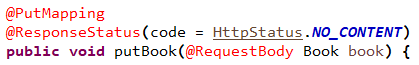 @PutMapping
@ResponseStatus(code = HttpStatus.NO_CONTENT)
public void putBook(@RequestBody Book book) {